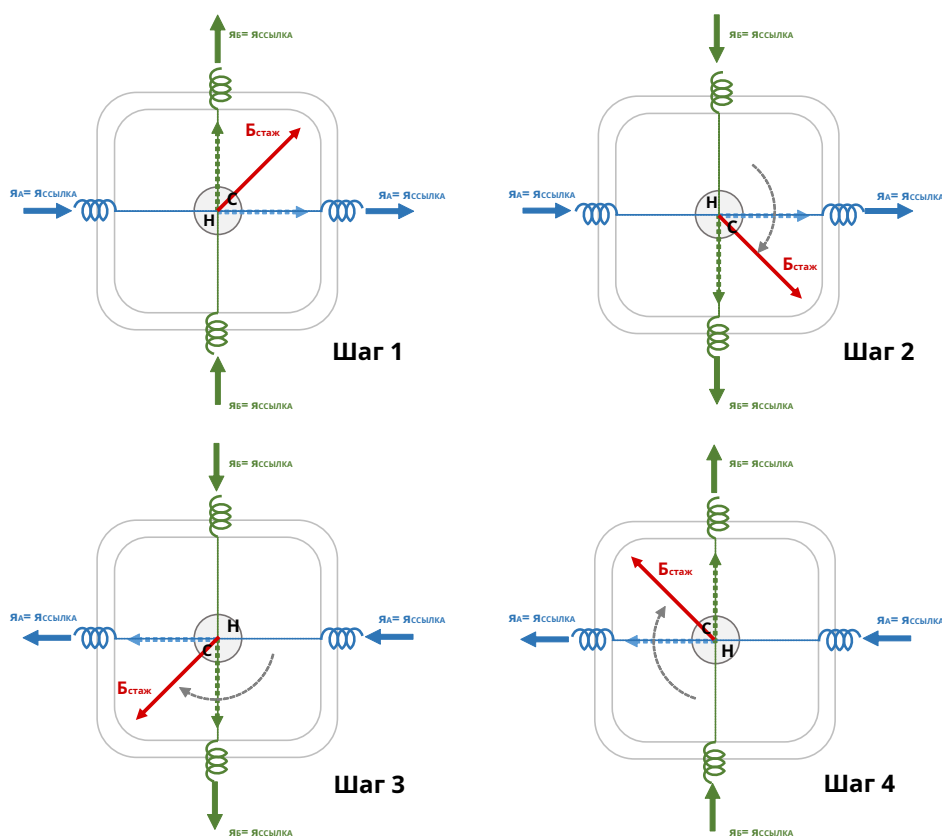 ЯБ= ЯССЫЛКА
Бстаж
ЯА= ЯССЫЛКА
ЯА= ЯССЫЛКА
С
Н
Шаг 1
ЯБ= ЯССЫЛКА
ЯБ= ЯССЫЛКА
ЯА= ЯССЫЛКА
ЯА= ЯССЫЛКА
Н
С
Бстаж
Шаг 2
ЯБ= ЯССЫЛКА
ЯБ= ЯССЫЛКА
ЯА= ЯССЫЛКА
ЯА= ЯССЫЛКА
Н
С
Бстаж
Шаг 3
ЯБ= ЯССЫЛКА
ЯБ= ЯССЫЛКА
Бстаж
ЯА= ЯССЫЛКА
ЯА= ЯССЫЛКА
С
Н
Шаг 4
ЯБ= ЯССЫЛКА